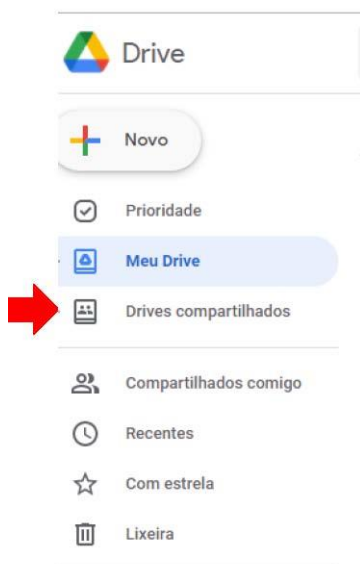 Drive
Novo
Prioridade
Meu Drive
Drives compartilhados
Compartilhados comigo
Recentes
Com estrela
Lixeira